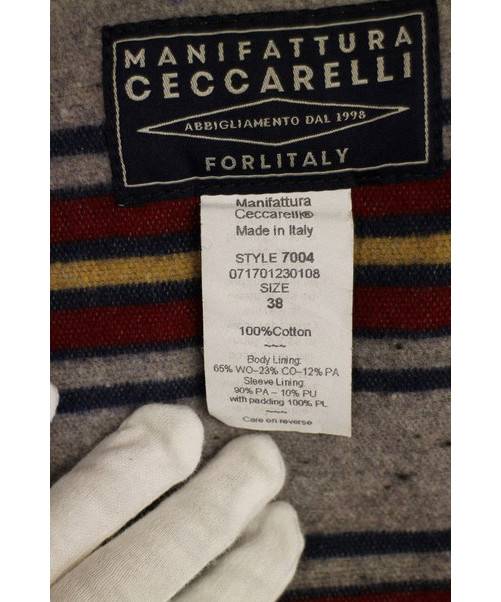 MANIFATTURA
CECCARELLI
ABBIGLIAMENTO DAL 1998
FORLITALY
Manifattura
Ceccarelli®
Made in Italy
STYLE 7004
071701230108
SIZE
38
100%Cotton
~~~
Body Lining:
65% WO–23% CO–12% PA
Sleeve Lining:
90% PA – 10% PU
with padding 100% PL
~~~~
Care on reverse